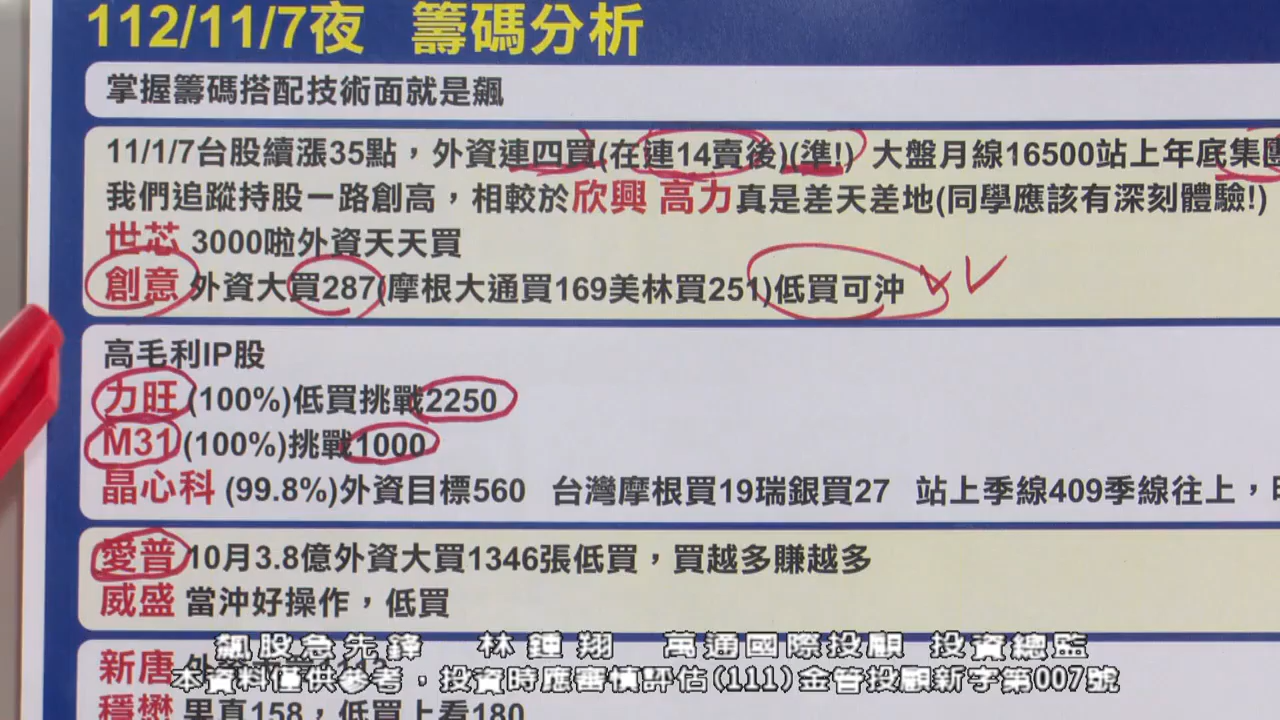 112/11/7夜 籌碼分析
掌握籌碼搭配技術面就是飆
11/1/7台股續漲35點，外資連四買(在連14賣後)(準!) 大盤月線16500站上年底集團
我們追蹤持股一路創高，相較於欣興 高力真是差天差地(同學應該有深刻體驗!)
世芯 3000啦外資天天買
創意 外資大買287(摩根大通買169美林買251)低買可沖
高毛利IP股
力旺 (100%)低買挑戰2250
M31 (100%)挑戰1000
晶心科 (99.8%)外資目標560 台灣摩根買19瑞銀買27 站上季線409季線往上，
愛普 10月3.8億外資大買1346張低買，買越多賺越多
威盛 當沖好操作，低買
新唐
飆股急先鋒 林鍾翔 萬通國際投顧 投資總監
本資料僅供參考，投資時應審慎評估(111)金管投顧新字第007號
穩懋 果真158，低買上看180